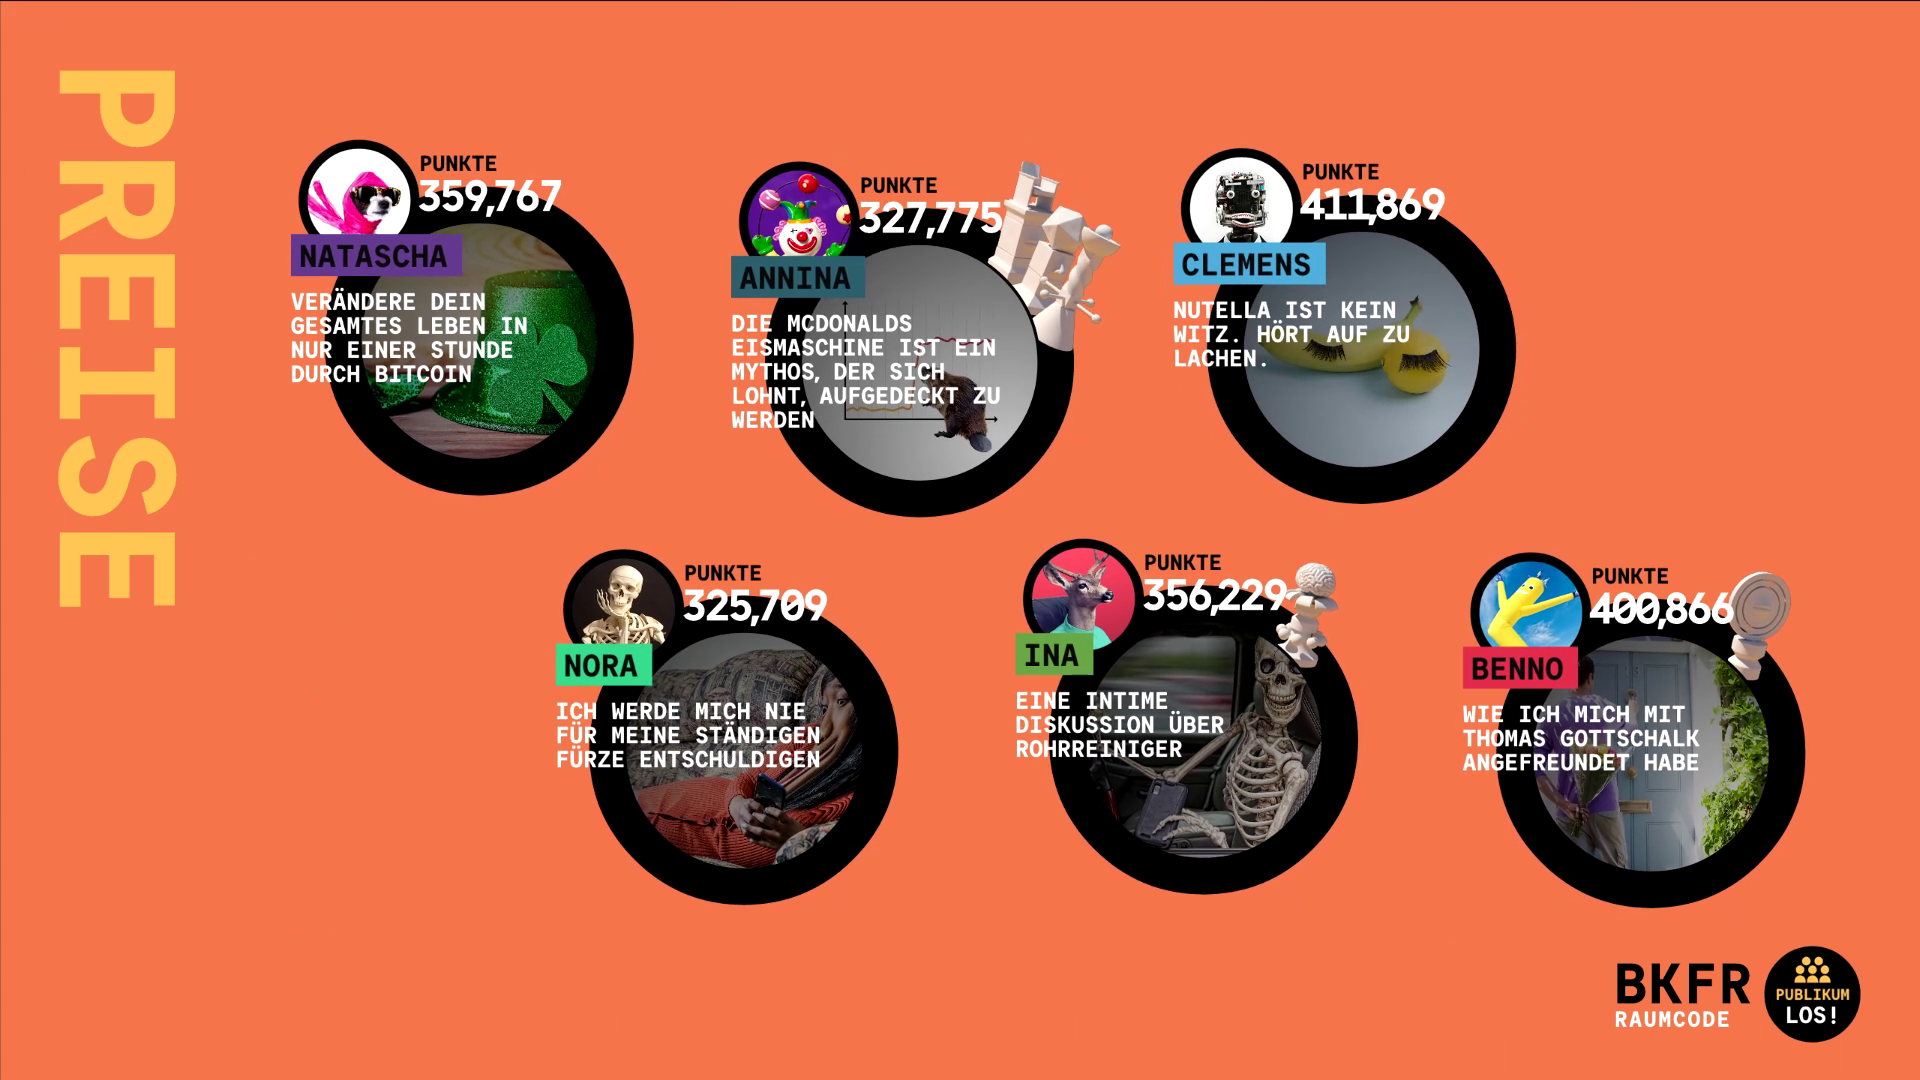 PREISE
PUNKTE
359,767
NATASCHA
VERÄNDERE DEIN
GESAMTES LEBEN IN
NUR EINER STUNDE
DURCH BITCOIN
PUNKTE
327,775
ANNINA
DIE MCDONALDS
EISMASCHINE IST EIN
MYTHOS, DER SICH
LOHNT, AUFGEDECKT ZU
WERDEN
PUNKTE
411,869
CLEMENS
NUTELLA IST KEIN
WITZ. HÖRT AUF ZU
LACHEN.
PUNKTE
325,709
NORA
ICH WERDE MICH NIE
FÜR MEINE STÄNDIGEN
FÜRZE ENTSCHULDIGEN
PUNKTE
356,229
INA
EINE INTIME
DISKUSSION ÜBER
ROHRREINIGER
PUNKTE
400,866
BENNO
WIE ICH MICH MIT
THOMAS GOTTSCHALK
ANGEFREUNDET HABE
BKFR
RAUMCODE
PUBLIKUM
LOS!